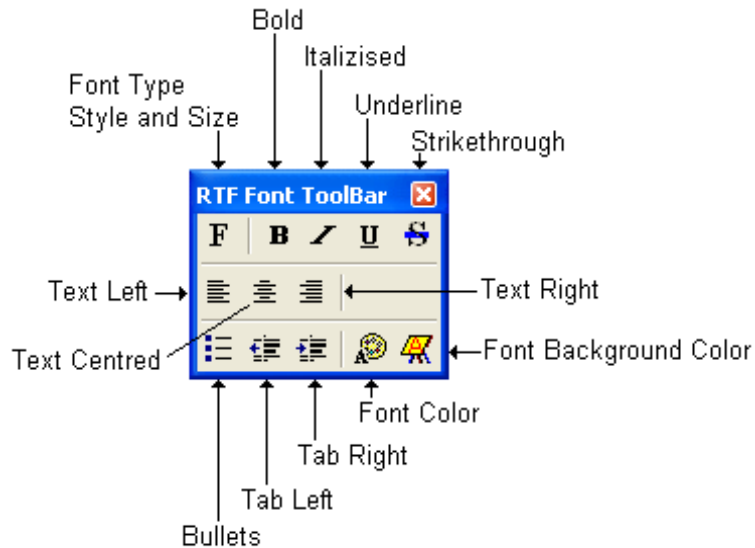 Bold
Italizised
Font Type
Style and Size
Underline
Strikethrough
RTF Font ToolBar
F B I U S
Text Left
Text Right
Text Centred
A A
Font Background Color
Font Color
Tab Right
Tab Left
Bullets